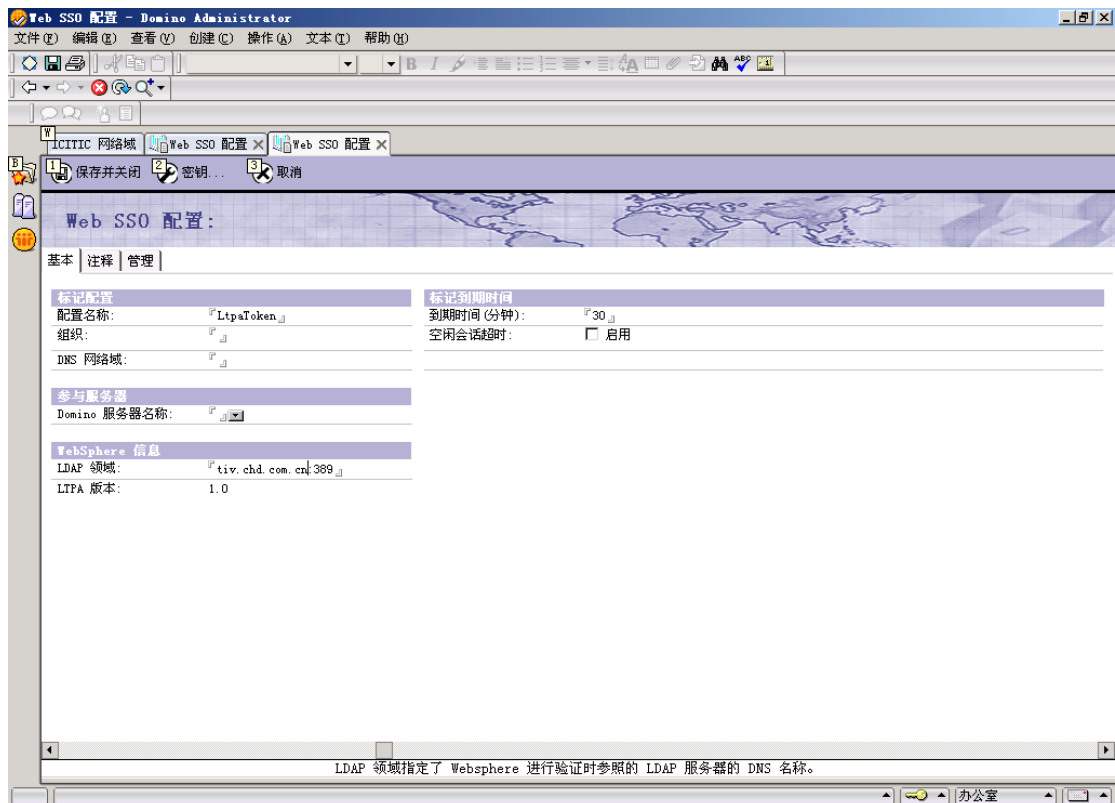 Web SSO 配置 - Domino Administrator
文件(F) 编辑(E) 查看(V) 创建(C) 操作(A) 文本(T) 帮助(H)
W
ICITIC 网络域 Web SSO 配置 Web SSO 配置
B 1 保存并关闭 2 密钥... 3 取消
Web SSO 配置:
基本 注释 管理
标记配置 标记到期时间
配置名称: 『LtpaToken』 到期时间(分钟): 『30』
组织: 『』 空闲会话超时: 启用
DNS 网络域: 『』
参与服务器
Domino 服务器名称: 『』
WebSphere 信息
LDAP 领域: 『tiv.chd.com.cn:389』
LTPA 版本: 1.0
LDAP 领域指定了 Websphere 进行验证时参照的 LDAP 服务器的 DNS 名称。
办公室